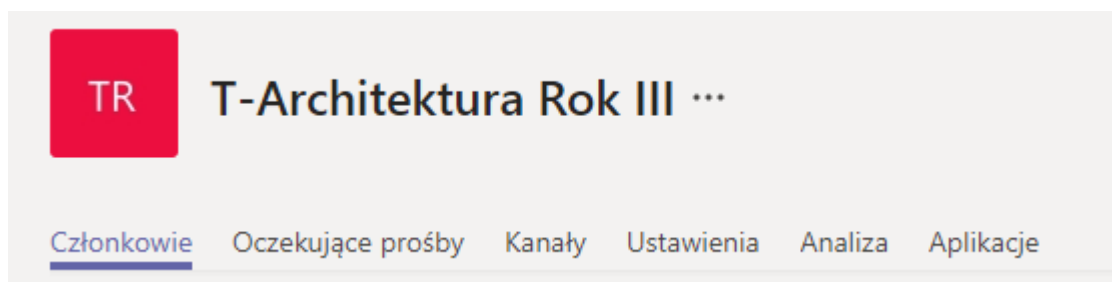 TR
T-Architektura Rok III ...
Członkowie Oczekujące prośby Kanały Ustawienia Analiza Aplikacje